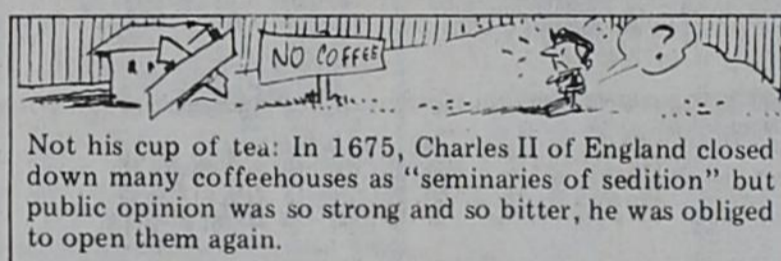 NO COFFEE
?
Not his cup of tea: In 1675, Charles II of England closed
down many coffeehouses as “seminaries of sedition” but
public opinion was so strong and so bitter, he was obliged
to open them again.